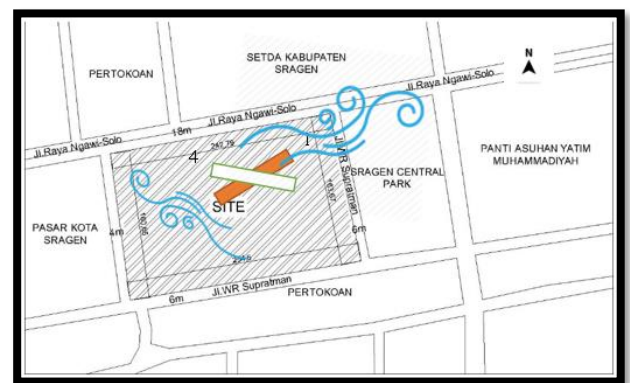 SETDA KABUPATEN
SRAGEN
N
PERTOKOAN
Jl.Raya Ngawi-Solo
Jl.Raya Ngawi-Solo
18m
Jl.Raya Ngawi-Solo
4
1
Jl.WR Supratman
PANTI ASUHAN YATIM
MUHAMMADIYAH
SRAGEN CENTRAL
PARK
163,67
SITE
PASAR KOTA
SRAGEN
4m
6m
6m
Jl.WR Supratman
PERTOKOAN